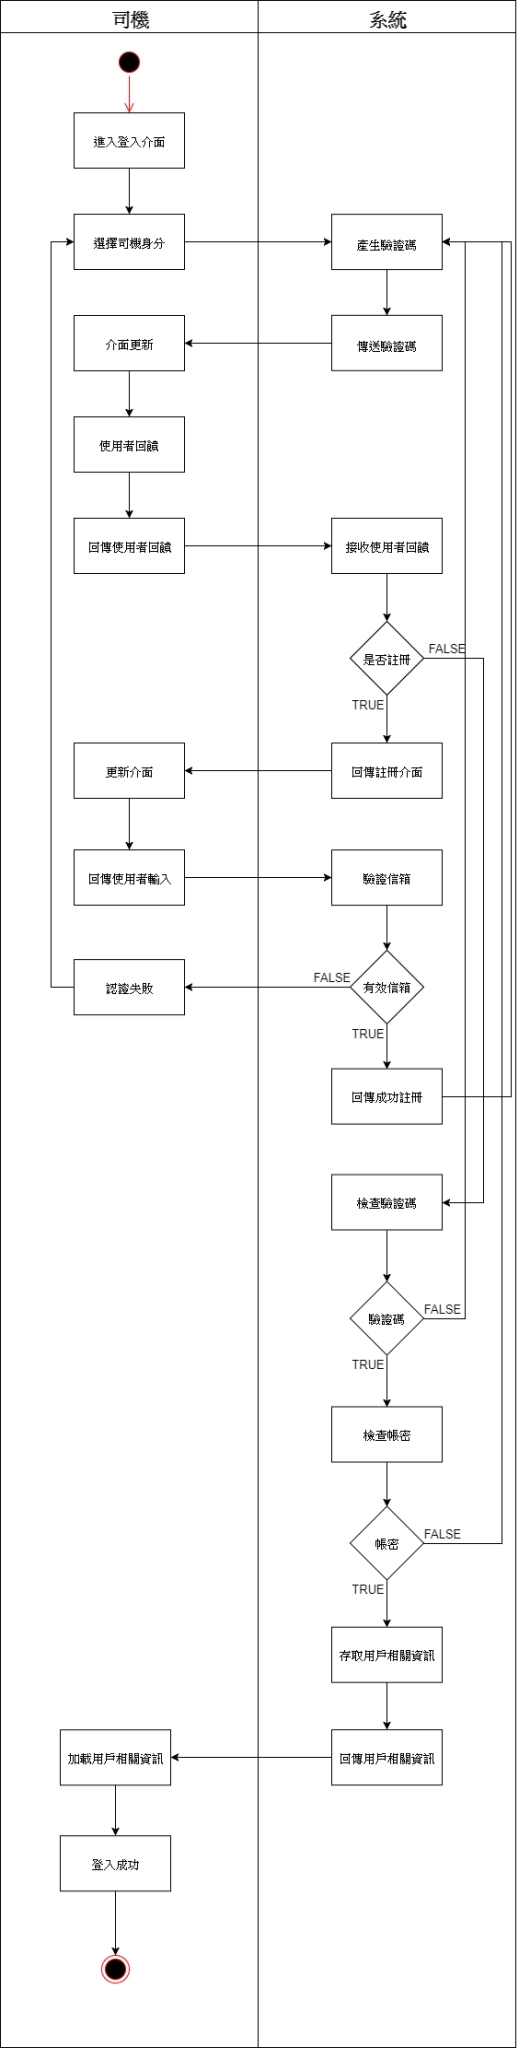 司機
系統
進入登入介面
選擇司機身分
產生驗證碼
介面更新
傳送驗證碼
使用者回饋
回傳使用者回饋
接收使用者回饋
是否註冊
FALSE
TRUE
更新介面
回傳註冊介面
回傳使用者輸入
驗證信箱
認證失敗
FALSE
有效信箱
TRUE
回傳成功註冊
檢查驗證碼
驗證碼
FALSE
TRUE
檢查帳密
帳密
FALSE
TRUE
存取用戶相關資訊
加載用戶相關資訊
回傳用戶相關資訊
登入成功